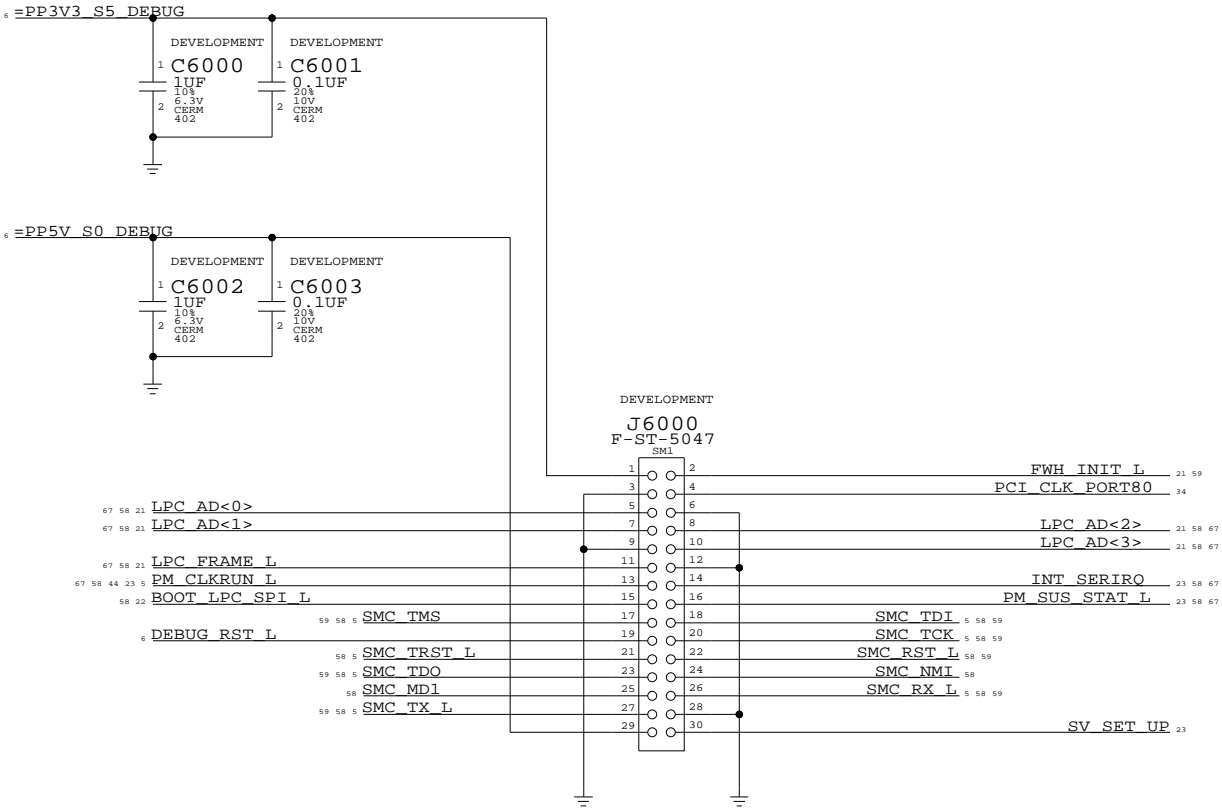 6 =PP3V3_S5_DEBUG
DEVELOPMENT DEVELOPMENT
1 C6000 1 C6001
1UF 0.1UF
10% 20%
6.3V 10V
2 CERM 2 CERM
402 402
6 =PP5V_S0_DEBUG
DEVELOPMENT DEVELOPMENT
1 C6002 1 C6003
1UF 0.1UF
10% 20%
6.3V 10V
2 CERM 2 CERM
402 402
DEVELOPMENT
J6000
F-ST-5047
SM1
1 2 FWH_INIT_L 21 59
3 4 PCI_CLK_PORT80 34
67 58 21 LPC_AD<0> 5 6
67 58 21 LPC_AD<1> 7 8 LPC_AD<2> 21 58 67
9 10 LPC_AD<3> 21 58 67
67 58 21 LPC_FRAME_L 11 12
67 58 44 23 5 PM_CLKRUN_L 13 14 INT_SERIRQ 23 58 67
58 22 BOOT_LPC_SPI_L 15 16 PM_SUS_STAT_L 23 58 67
59 58 5 SMC_TMS 17 18 SMC_TDI 5 58 59
6 DEBUG_RST_L 19 20 SMC_TCK 5 58 59
58 5 SMC_TRST_L 21 22 SMC_RST_L 58 59
59 58 5 SMC_TDO 23 24 SMC_NMI 58
58 SMC_MD1 25 26 SMC_RX_L 5 58 59
59 58 5 SMC_TX_L 27 28
29 30 SV_SET_UP 23